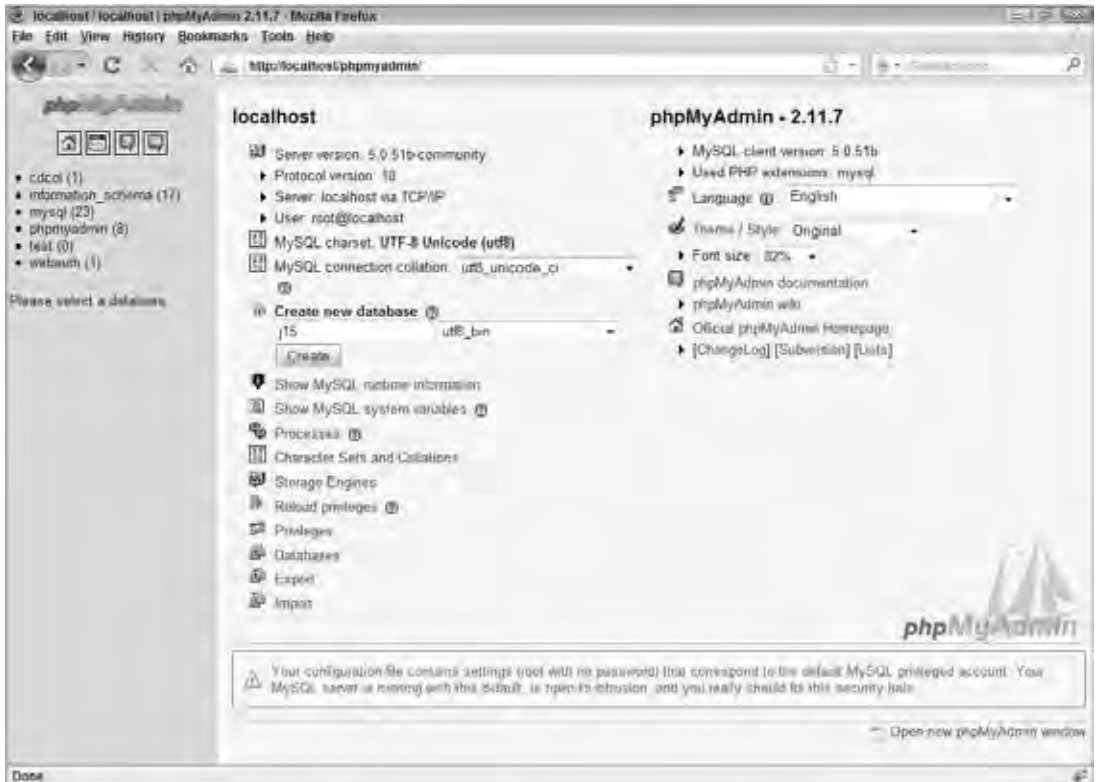 localhost / localhost | phpMyAdmin 2.11.7 - Mozilla Firefox
File Edit View History Bookmarks Tools Help
http://localhost/phpmyadmin/
phpMyAdmin
cdcol (1)
information_schema (17)
mysql (23)
phpmyadmin (8)
test (0)
webauth (1)
Please select a database
localhost
Server version: 5.0.51b-community
Protocol version: 10
Server: localhost via TCP/IP
User: root@localhost
MySQL charset: UTF-8 Unicode (utf8)
MySQL connection collation: utf8_unicode_ci
Create new database
j15 utf8_bin
Create
Show MySQL runtime information
Show MySQL system variables
Processes
Character Sets and Collations
Storage Engines
Reload privileges
Privileges
Databases
Export
Import
phpMyAdmin - 2.11.7
MySQL client version: 5.0.51b
Used PHP extensions: mysql
Language English
Theme / Style: Original
Font size: 82%
phpMyAdmin documentation
phpMyAdmin wiki
Official phpMyAdmin Homepage
[ChangeLog] [Subversion] [Lists]
phpMyAdmin
Your configuration file contains settings (root with no password) that correspond to the default MySQL privileged account. Your
MySQL server is running with this default, is open to intrusion, and you really should fix this security hole.
Open new phpMyAdmin window
Done